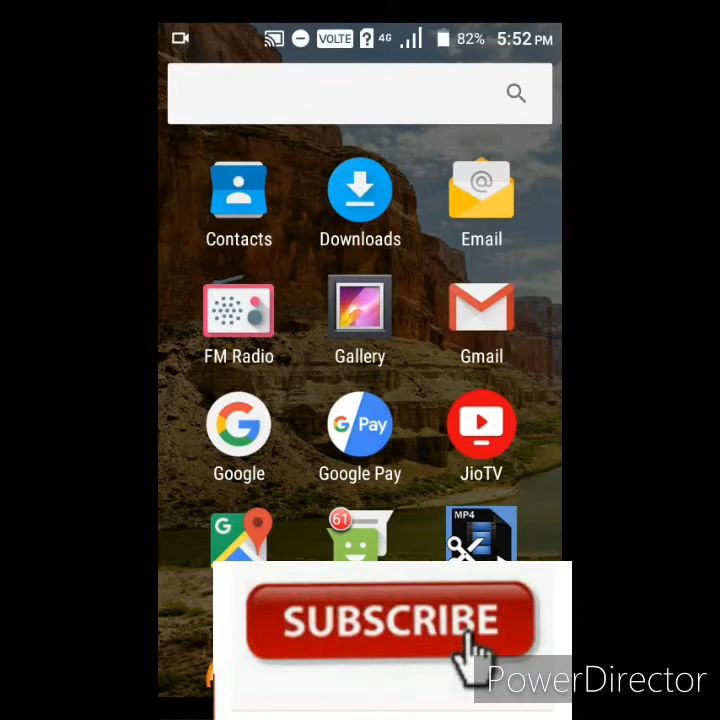 VOLTE ? 4G 82% 5:52 PM
Contacts Downloads Email
@
FM Radio Gallery Gmail
G Pay
Google Google Pay JioTV
G 61 MP4
SUBSCRIBE
PowerDirector